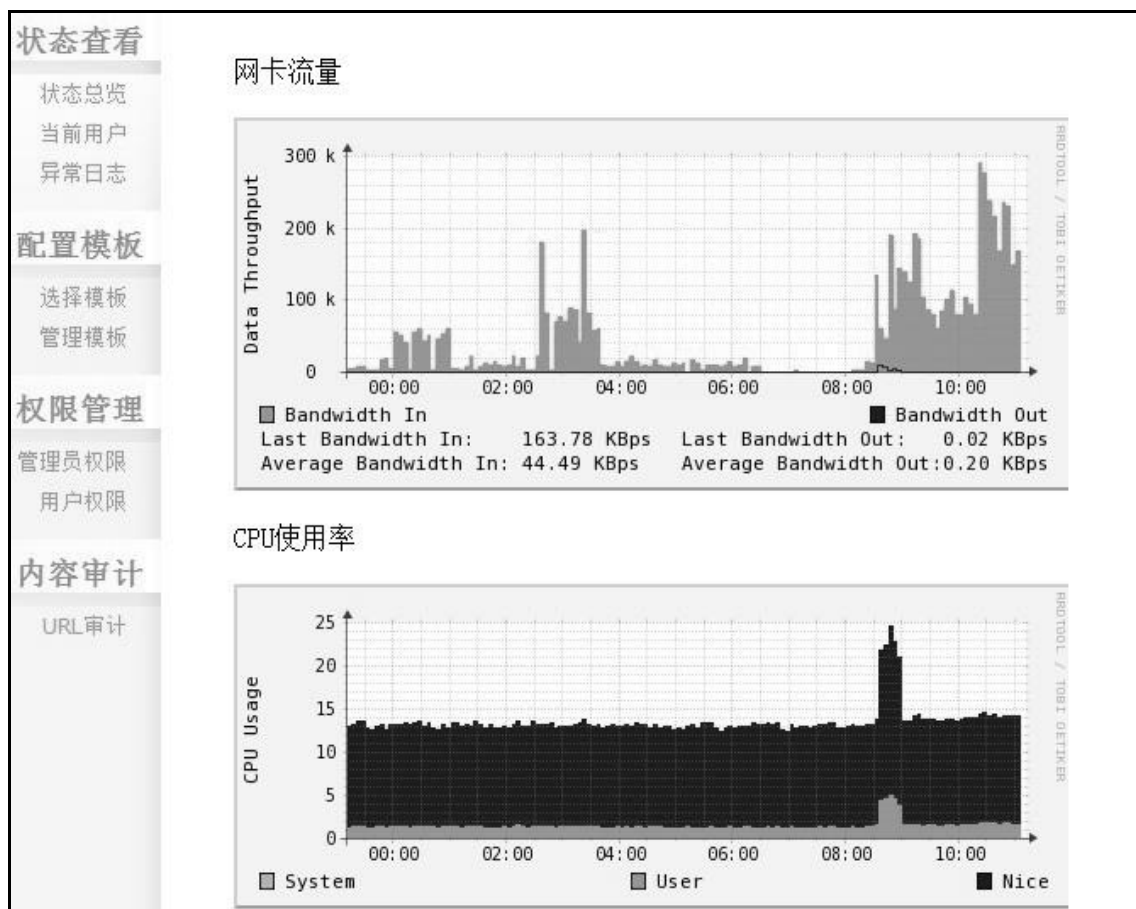 状态查看
状态总览
当前用户
异常日志
配置模板
选择模板
管理模板
权限管理
管理员权限
用户权限
内容审计
URL审计
网卡流量
300 k
200 k
100 k
0
Data Throughput
00:00 02:00 04:00 06:00 08:00 10:00
RRDTOOL / TOBI OETIKER
Bandwidth In Bandwidth Out
Last Bandwidth In: 163.78 KBps Last Bandwidth Out: 0.02 KBps
Average Bandwidth In: 44.49 KBps Average Bandwidth Out:0.20 KBps
CPU使用率
25
20
15
10
5
0
CPU Usage
00:00 02:00 04:00 06:00 08:00 10:00
RRDTOOL / TOBI OETIKER
System User Nice